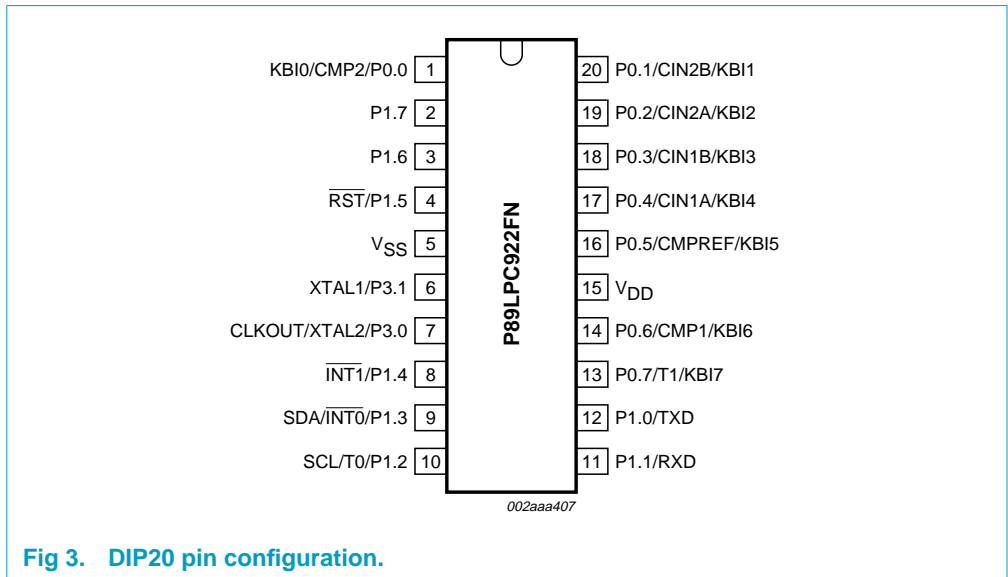 KBI0/CMP2/P0.0 1 20 P0.1/CIN2B/KBI1
P1.7 2 19 P0.2/CIN2A/KBI2
P1.6 3 18 P0.3/CIN1B/KBI3
RST/P1.5 4 17 P0.4/CIN1A/KBI4
VSS 5 16 P0.5/CMPREF/KBI5
XTAL1/P3.1 6 15 VDD
CLKOUT/XTAL2/P3.0 7 14 P0.6/CMP1/KBI6
INT1/P1.4 8 13 P0.7/T1/KBI7
SDA/INT0/P1.3 9 12 P1.0/TXD
SCL/T0/P1.2 10 11 P1.1/RXD
P89LPC922FN
002aaa407
Fig 3. DIP20 pin configuration.